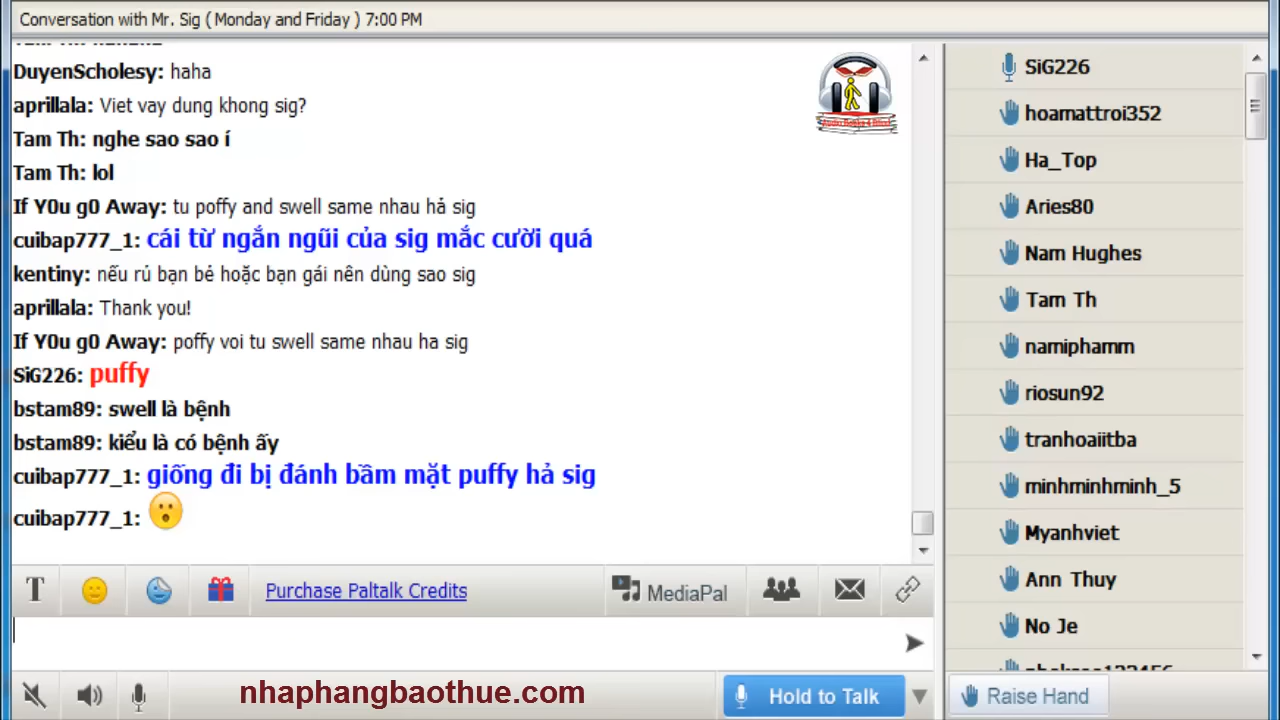 Conversation with Mr. Sig ( Monday and Friday ) 7:00 PM
DuyenScholesy: haha
aprillala: Viet vay dung khong sig?
Tam Th: nghe sao sao í
Tam Th: lol
If Y0u g0 Away: tu poffy and swell same nhau hả sig
cuibap777_1: cái từ ngắn ngũi của sig mắc cười quá
kentiny: nếu rủ bạn bè hoặc bạn gái nên dùng sao sig
aprillala: Thank you!
If Y0u g0 Away: poffy voi tu swell same nhau ha sig
SiG226: puffy
bstam89: swell là bệnh
bstam89: kiểu là có bệnh ấy
cuibap777_1: giống đi bị đánh bầm mặt puffy hả sig
cuibap777_1:
Audio Books 4 Blind
T
Purchase Paltalk Credits
MediaPal
nhaphangbaothue.com
Hold to Talk
SiG226
hoamattroi352
Ha_Top
Aries80
Nam Hughes
Tam Th
namiphamm
riosun92
tranhoaiitba
minhminhminh_5
Myanhviet
Ann Thuy
No Je
Raise Hand